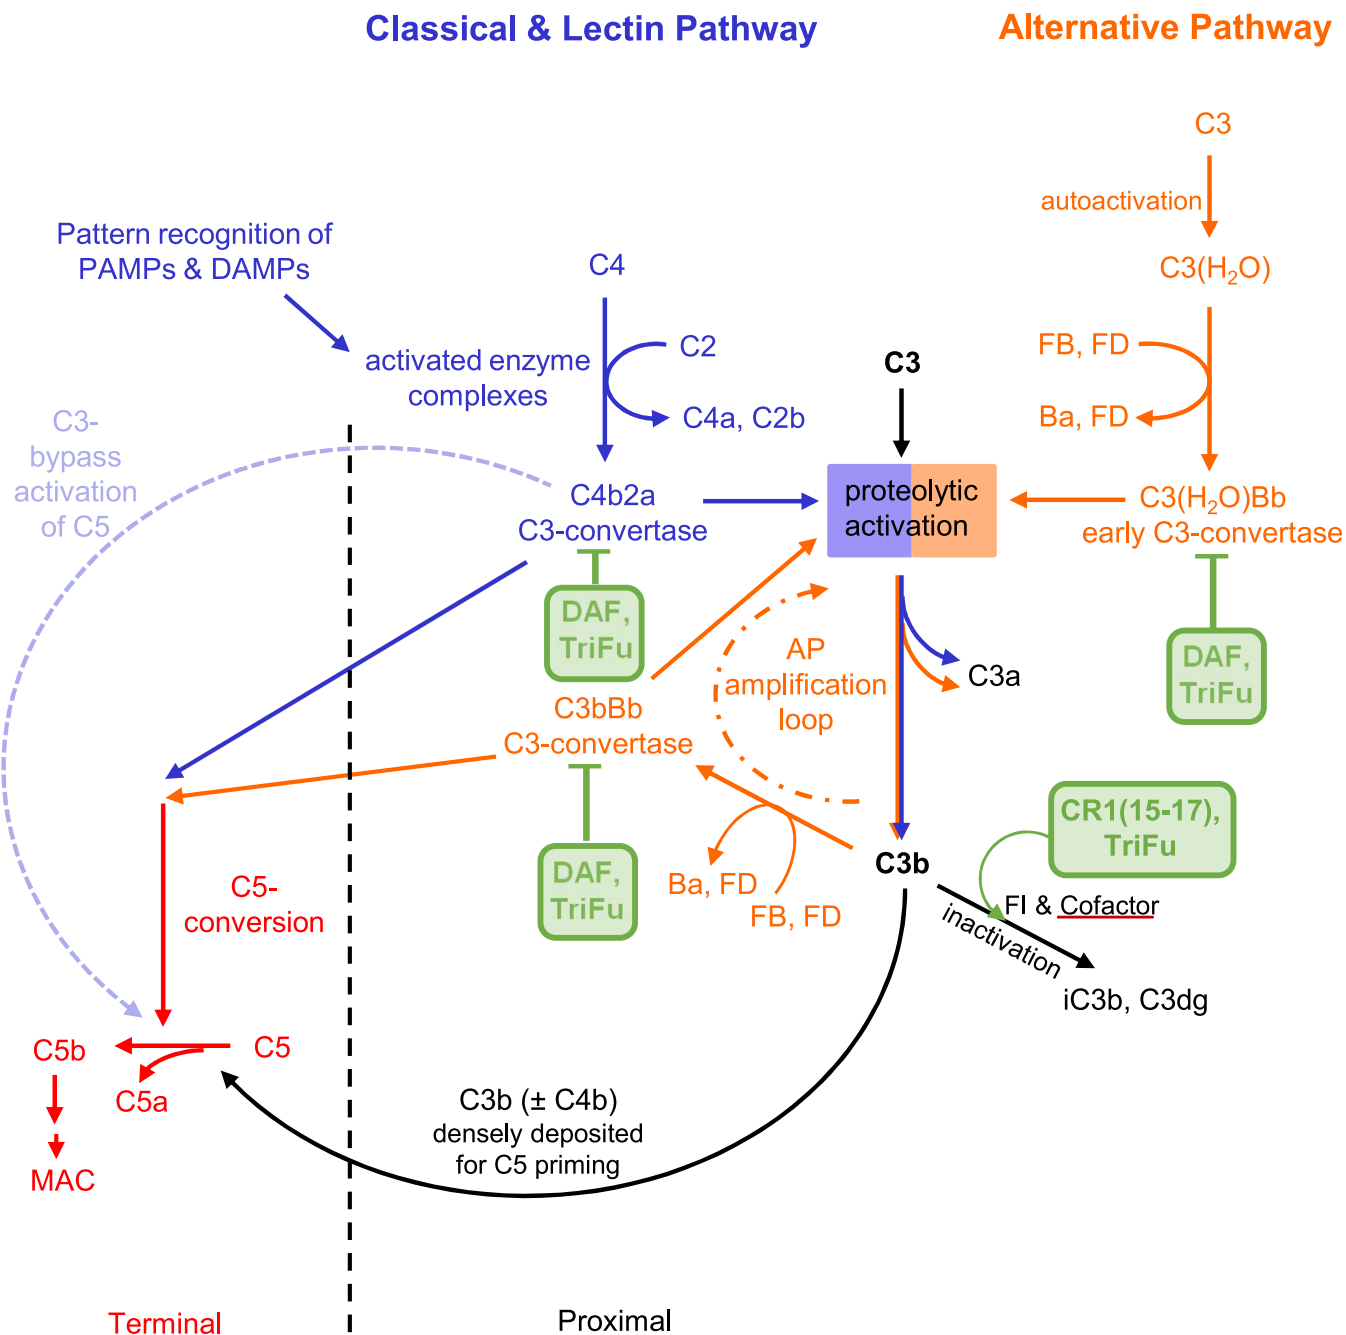 Classical & Lectin Pathway
Alternative Pathway
C3
autoactivation
C3(H₂O)
FB, FD
Ba, FD
C3(H₂O)Bb
early C3-convertase
DAF,
TriFu
Pattern recognition of
PAMPs & DAMPs
activated enzyme
complexes
C4
C2
C4a, C2b
C4b2a
C3-convertase
DAF,
TriFu
C3
proteolytic
activation
C3a
AP
amplification
loop
C3bBb
C3-convertase
DAF,
TriFu
Ba, FD
FB, FD
C3b
CR1(15-17),
TriFu
FI & Cofactor
inactivation
iC3b, C3dg
C3-
bypass
activation
of C5
C5-
conversion
C5b
C5
C5a
MAC
C3b (± C4b)
densely deposited
for C5 priming
Terminal
Proximal